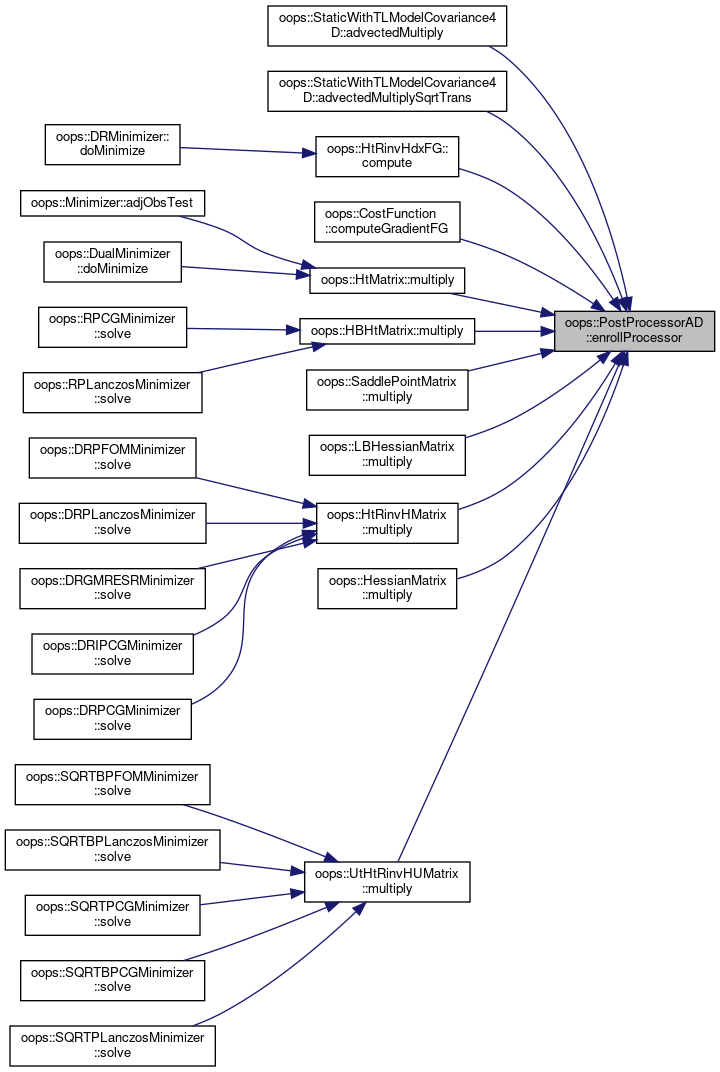 oops::StaticWithTLModelCovariance4
D::advectedMultiply
oops::StaticWithTLModelCovariance4
D::advectedMultiplySqrtTrans
oops::DRMinimizer::
doMinimize
oops::HtRinvHdxFG::
compute
oops::Minimizer::adjObsTest
oops::CostFunction
::computeGradientFG
oops::DualMinimizer
::doMinimize
oops::HtMatrix::multiply
oops::PostProcessorAD
::enrollProcessor
oops::RPCGMinimizer
::solve
oops::HBHtMatrix::multiply
oops::RPLanczosMinimizer
::solve
oops::SaddlePointMatrix
::multiply
oops::DRPFOMMinimizer
::solve
oops::LBHessianMatrix
::multiply
oops::DRPLanczosMinimizer
::solve
oops::HtRinvHMatrix
::multiply
oops::DRGMRESRMinimizer
::solve
oops::HessianMatrix
::multiply
oops::DRIPCGMinimizer
::solve
oops::DRPCGMinimizer
::solve
oops::SQRTBPFOMMinimizer
::solve
oops::SQRTBPLanczosMinimizer
::solve
oops::UtHtRinvHUMatrix
::multiply
oops::SQRTPCGMinimizer
::solve
oops::SQRTBPCGMinimizer
::solve
oops::SQRTPLanczosMinimizer
::solve